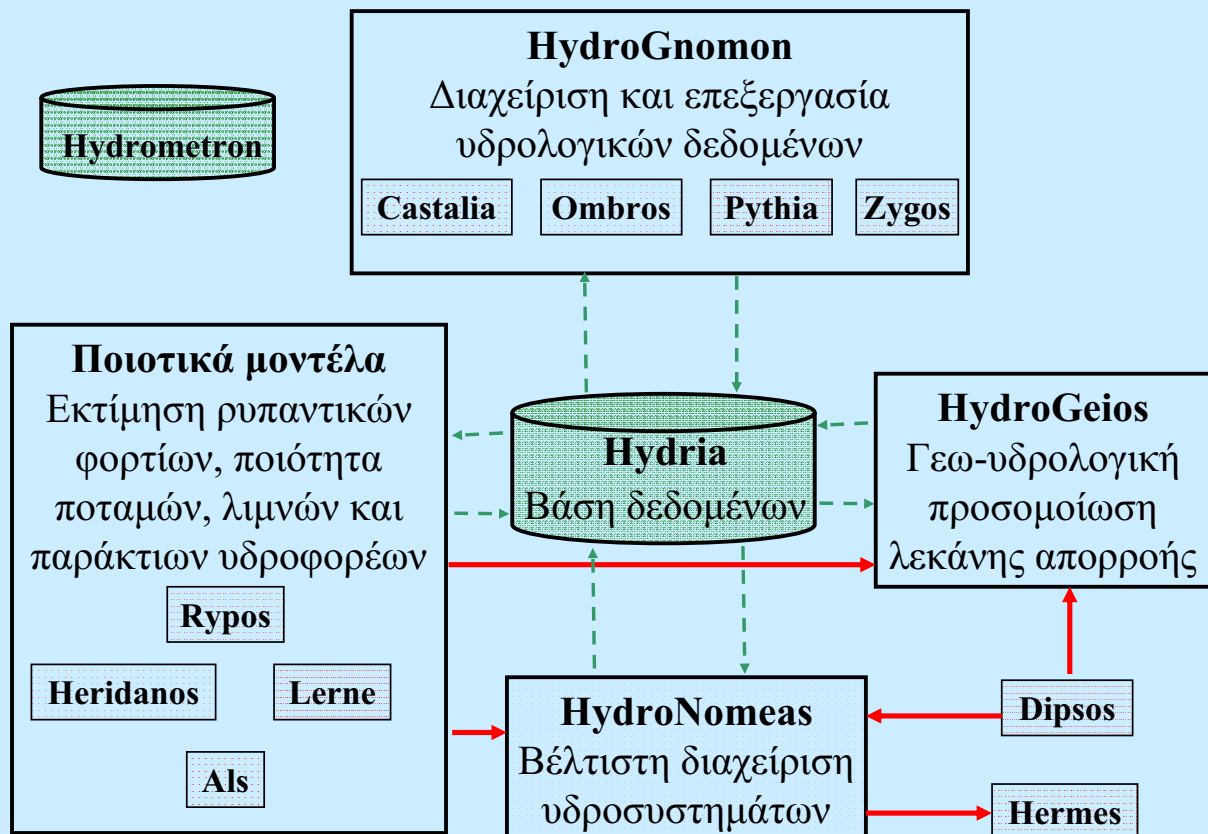 HydroGnomon
Διαχείριση και επεξεργασία
υδρολογικών δεδομένων
Castalia Ombros Pythia Zygos
Hydrometron
Ποιοτικά μοντέλα
Εκτίμηση ρυπαντικών
φορτίων, ποιότητα
ποταμών, λιμνών και
παράκτιων υδροφορέων
Rypos
Heridanos Lerne
Als
Hydria
Βάση δεδομένων
HydroGeios
Γεω-υδρολογική
προσομοίωση
λεκάνης απορροής
HydroNomeas
Βέλτιστη διαχείριση
υδροσυστημάτων
Dipsos
Hermes